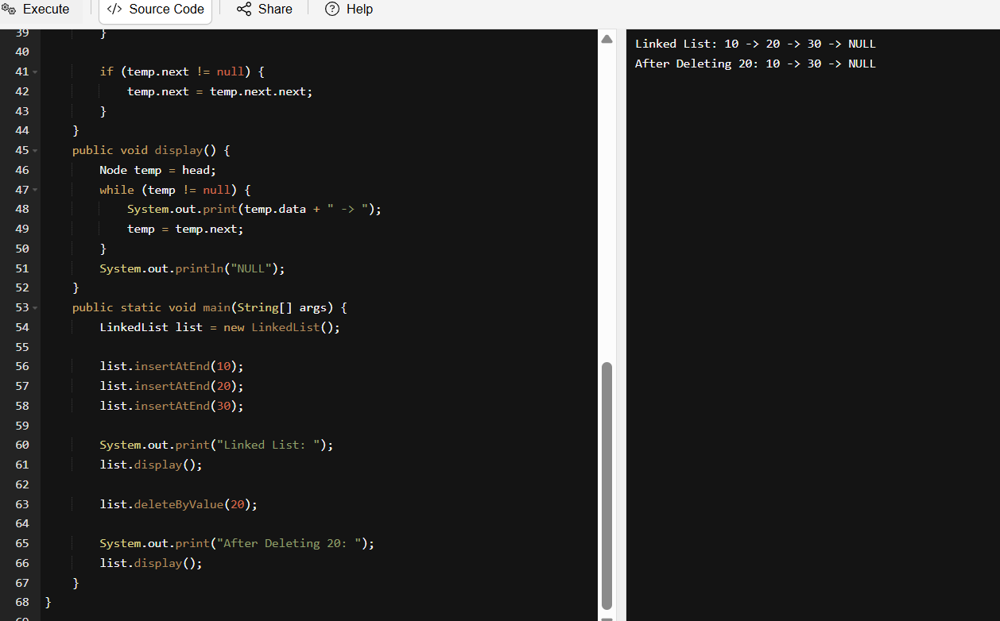 Execute
</> Source Code
Share
Help
39 }
40
41 if (temp.next != null) {
42 temp.next = temp.next.next;
43 }
44 }
45 public void display() {
46 Node temp = head;
47 while (temp != null) {
48 System.out.print(temp.data + " -> ");
49 temp = temp.next;
50 }
51 System.out.println("NULL");
52 }
53 public static void main(String[] args) {
54 LinkedList list = new LinkedList();
55
56 list.insertAtEnd(10);
57 list.insertAtEnd(20);
58 list.insertAtEnd(30);
59
60 System.out.print("Linked List: ");
61 list.display();
62
63 list.deleteByValue(20);
64
65 System.out.print("After Deleting 20: ");
66 list.display();
67 }
68 }
69
Linked List: 10 -> 20 -> 30 -> NULL
After Deleting 20: 10 -> 30 -> NULL